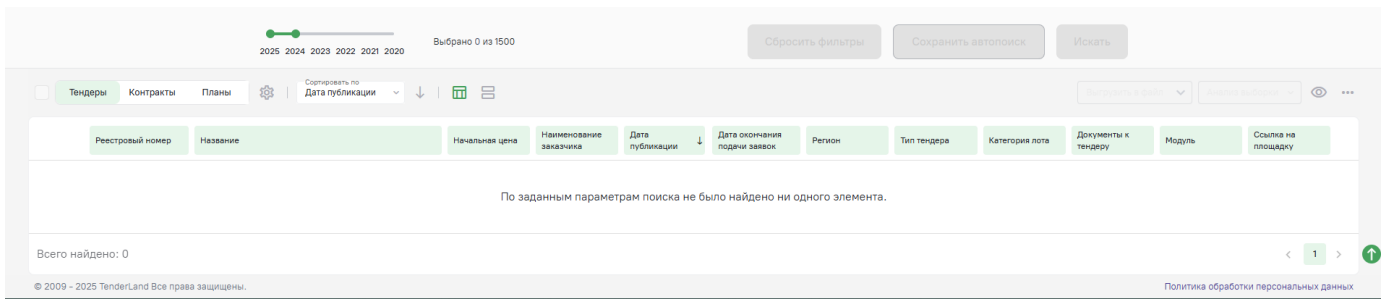 2025 2024 2023 2022 2021 2020
Выбрано 0 из 1500
Сбросить фильтры
Сохранить автопоиск
Искать
Тендеры Контракты Планы
Сортировать по
Дата публикации
Реестровый номер
Название
Начальная цена
Наименование
заказчика
Дата
публикации
Дата окончания
подачи заявок
Регион
Тип тендера
Категория лота
Документы к
тендеру
Модуль
Ссылка на
площадку
По заданным параметрам поиска не было найдено ни одного элемента.
Всего найдено: 0
1
© 2009 - 2025 TenderLand Все права защищены.
Политика обработки персональных данных